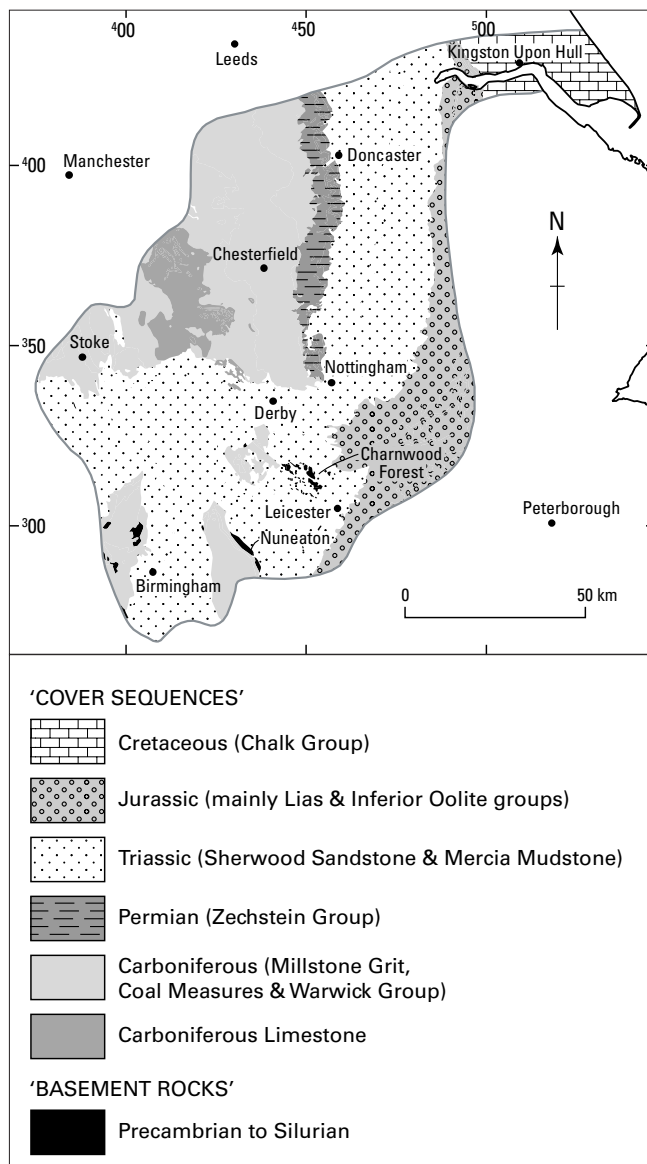 400
450
500
Leeds
Kingston Upon Hull
400
Manchester
Doncaster
N
Chesterfield
350
Stoke
Nottingham
Derby
Charnwood
Forest
300
Leicester
Peterborough
Nuneaton
Birmingham
0
50 km
400
450
500
'COVER SEQUENCES'
Cretaceous (Chalk Group)
Jurassic (mainly Lias & Inferior Oolite groups)
Triassic (Sherwood Sandstone & Mercia Mudstone)
Permian (Zechstein Group)
Carboniferous (Millstone Grit,
Coal Measures & Warwick Group)
Carboniferous Limestone
'BASEMENT ROCKS'
Precambrian to Silurian